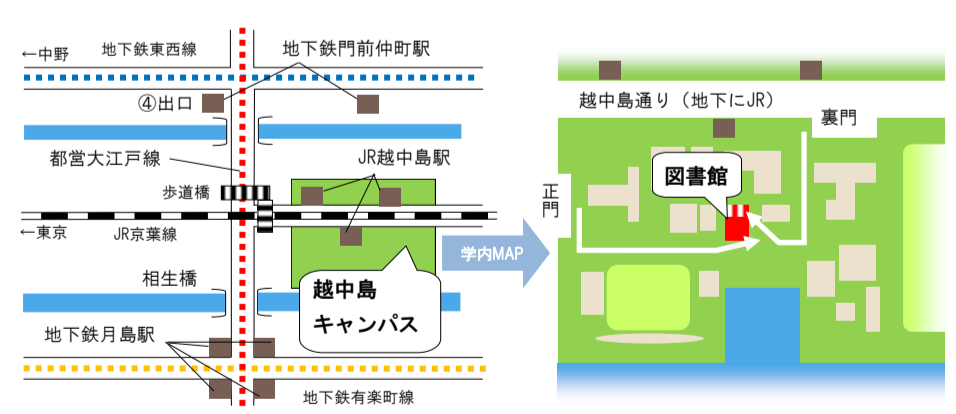 ←中野
地下鉄東西線
地下鉄門前仲町駅
④出口
都営大江戸線
JR越中島駅
歩道橋
←東京
JR京葉線
相生橋
越中島
キャンパス
地下鉄月島駅
地下鉄有楽町線
学内MAP
越中島通り（地下にJR）
裏門
図書館
正門